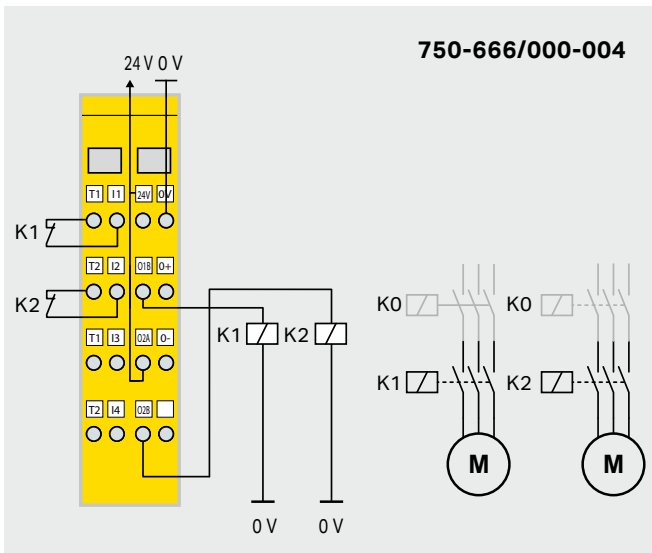 750-666/000-004
24 V 0 V
T1 I1 24V 0V
K1
T2 I2 O1B 0+
K2
T1 I3 O2A 0-
K1 K2
T2 I4 O2B
0 V 0 V
K0 K0
K1 K2
M M